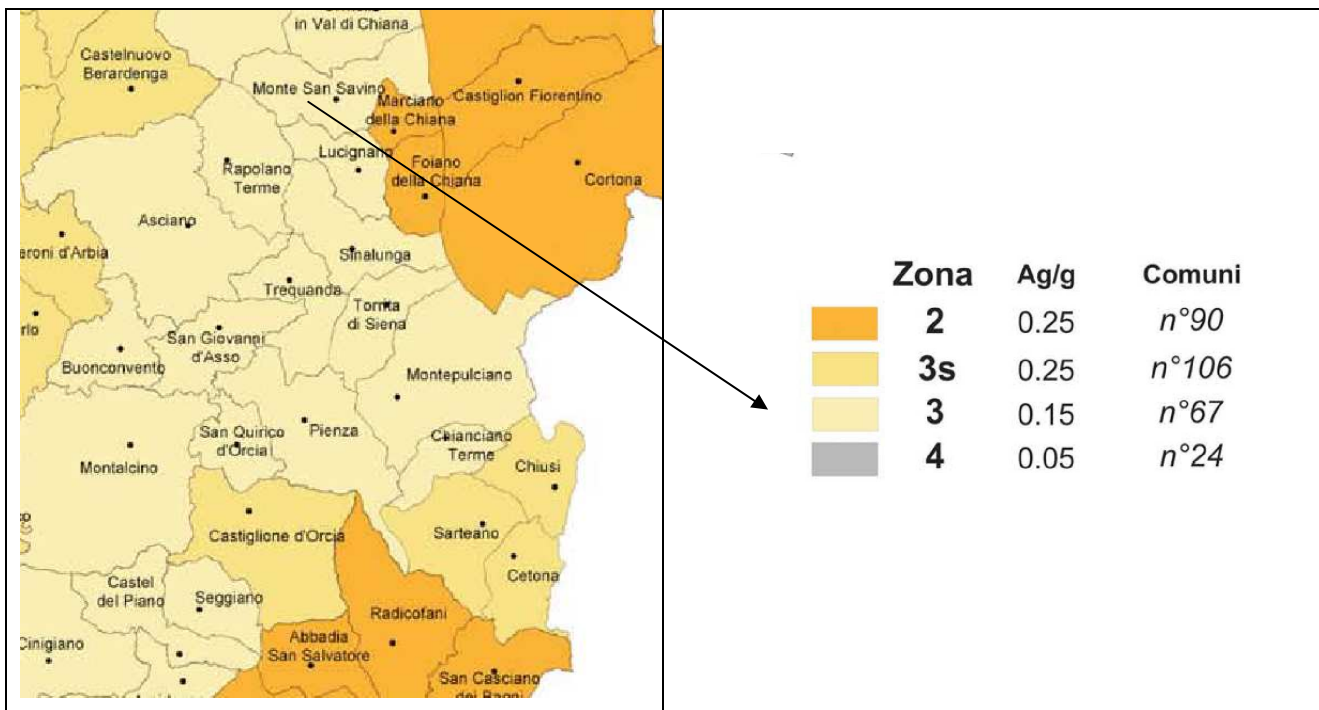 in Val di Chiana
Castelnuovo
Berardenga
Monte San Savino
Marciano
della Chiana
Castiglion Fiorentino
Lucignano
Rapolano
Terme
Foiano
della Chiana
Cortona
Asciano
eroni d'Arbia
Sinalunga
Trequanda
Torrita
di Siena
rlo
San Giovanni
d'Asso
Buonconvento
Montepulciano
San Quirico
d'Orcia
Pienza
Chianciano
Terme
Montalcino
Chiusi
co
Castiglione d'Orcia
Sarteano
Cetona
Castel
del Piano
Seggiano
Radicofani
Cinigiano
Abbadia
San Salvatore
San Casciano
dei Bagni
Zona Ag/g Comuni
2 0.25 n°90
3s 0.25 n°106
3 0.15 n°67
4 0.05 n°24